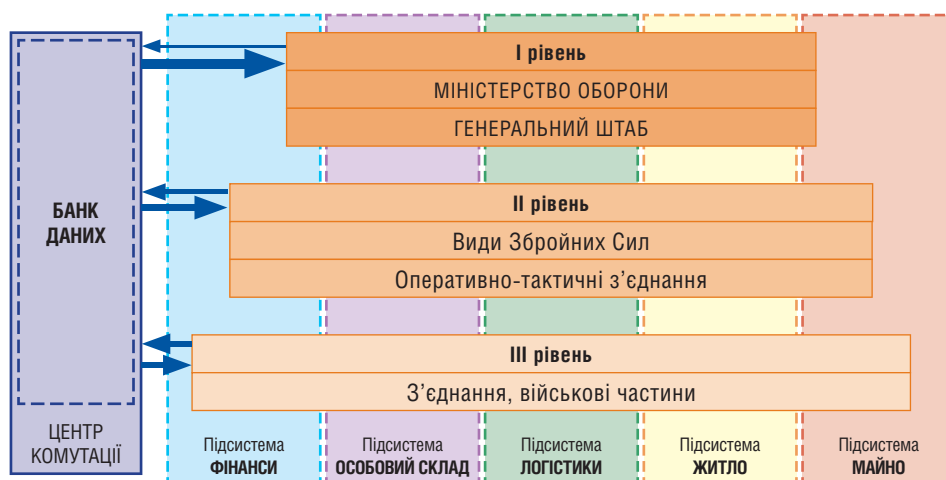 БАНК
ДАНИХ
ЦЕНТР
КОМУТАЦІЇ
І рівень
МІНІСТЕРСТВО ОБОРОНИ
ГЕНЕРАЛЬНИЙ ШТАБ
ІІ рівень
Види Збройних Сил
Оперативно-тактичні з’єднання
ІІІ рівень
З’єднання, військові частини
Підсистема
ФІНАНСИ
Підсистема
ОСОБОВИЙ СКЛАД
Підсистема
ЛОГІСТИКИ
Підсистема
ЖИТЛО
Підсистема
МАЙНО